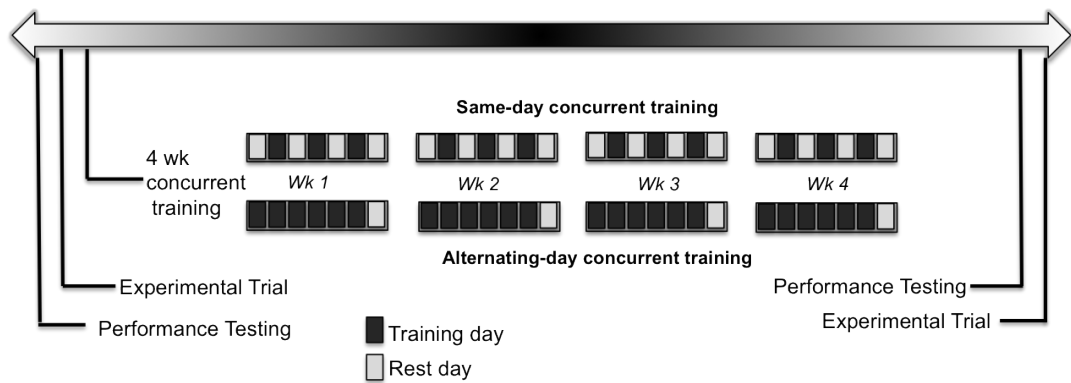 Same-day concurrent training
4 wk
concurrent
training
Wk 1
Wk 2
Wk 3
Wk 4
Alternating-day concurrent training
Experimental Trial
Performance Testing
Performance Testing
Experimental Trial
Training day
Rest day